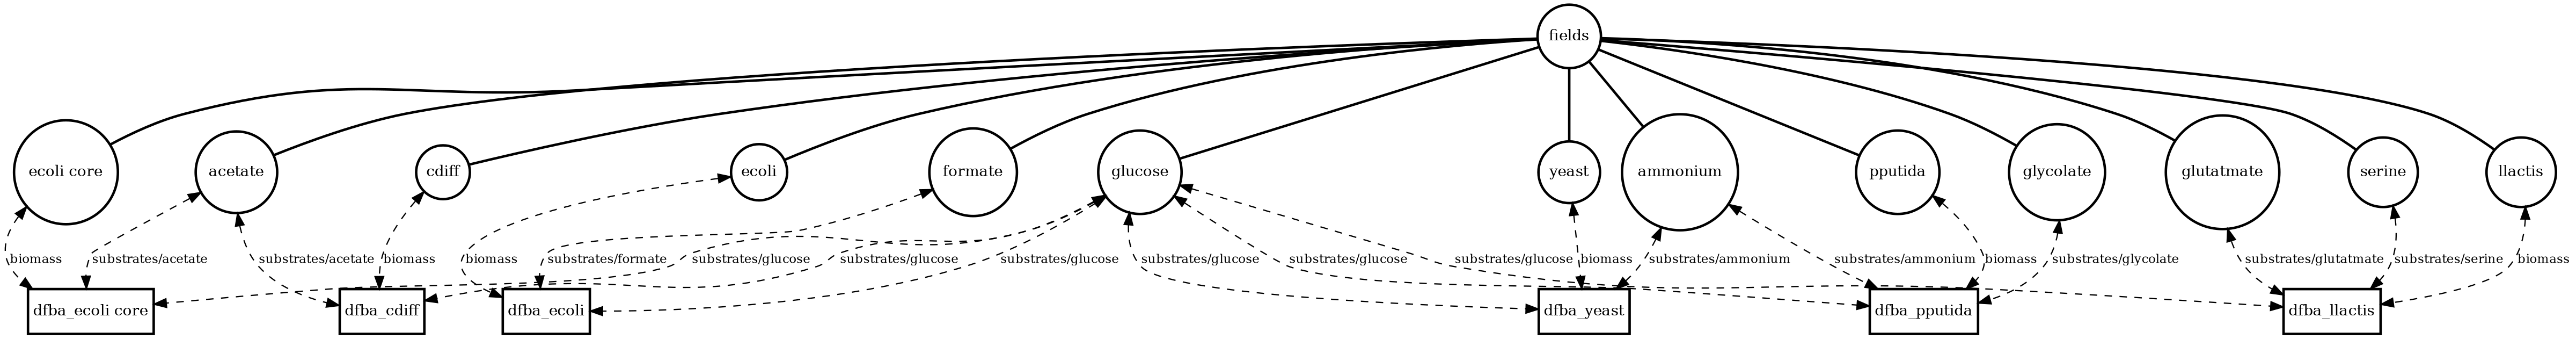 fields
ecoli core
acetate
cdiff
ecoli
formate
glucose
yeast
ammonium
pputida
glycolate
glutatmate
serine
llactis
biomass
substrates/acetate
substrates/acetate
biomass
biomass
substrates/formate
substrates/glucose
substrates/glucose
substrates/glucose
substrates/glucose
substrates/glucose
substrates/glucose
biomass
substrates/ammonium
substrates/ammonium
biomass
substrates/glycolate
substrates/glutatmate
substrates/serine
biomass
dfba_ecoli core
dfba_cdiff
dfba_ecoli
dfba_yeast
dfba_pputida
dfba_llactis